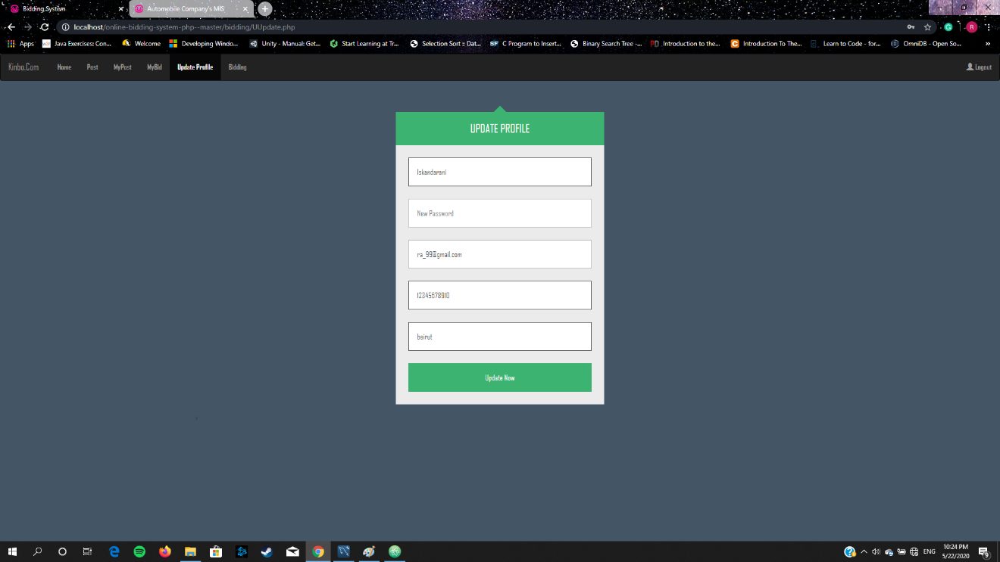 Bidding System
Automobile Company's MIS
localhost/online-bidding-system-php--master/bidding/UUpdate.php
G
R
Apps
Java Exercises: Con...
Welcome
Developing Windo...
Unity - Manual: Get...
Start Learning at Tr...
Selection Sort :: Dat...
SF
C Program to Insert...
Binary Search Tree -...
Introduction to the...
Introduction To The...
Learn to Code - for...
OmniDB - Open So...
»
Kinbo.Com
Home
Post
MyPost
MyBid
Update Profile
Bidding
Logout
UPDATE PROFILE
Iskandarani
New Password
ra_99@gmail.com
12345678910
beirut
Update Now
ENG
10:24 PM
5/22/2020
9